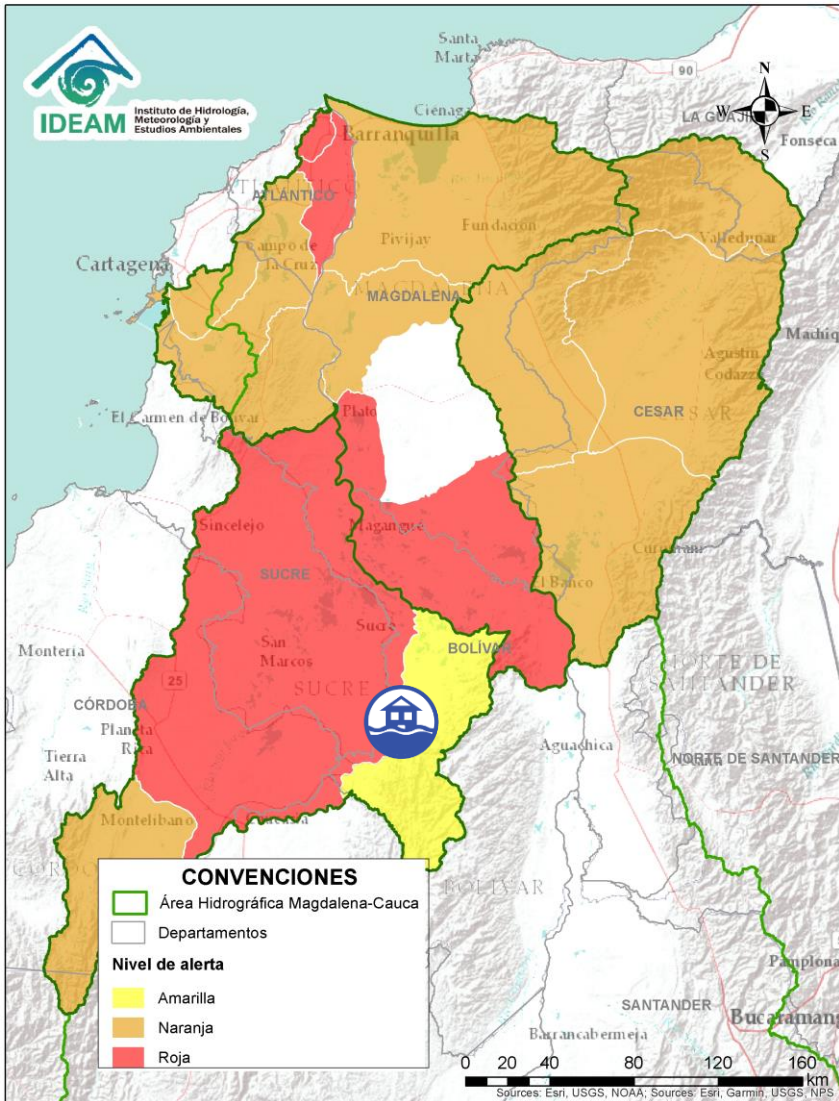 IDEAM
Instituto de Hidrología,
Meteorología y
Estudios Ambientales
Santa
Marta
90
N
W
E
S
LA GUAJI
Ciénaga
Fonseca
Barranquilla
ATLÁNTICO
Campo de
la Cruz
Pivijay
Fundación
Valledupar
Cartagena
MAGDALENA
Agustín
Codazzi
CESAR
El Carmen de Bolívar
Plato
Sincelejo
Magangue
SUCRE
El Banco
Sucre
San
Marcos
BOLÍVAR
SUCRE
NORTE DE
SANTANDER
Montería
25
CÓRDOBA
Planeta
Rica
Tierra
Alta
Aguachica
NORTE DE SANTANDER
Montelíbano
BOLÍVAR
CONVENCIONES
Área Hidrográfica Magdalena-Cauca
Departamentos
Nivel de alerta
Amarilla
Naranja
Roja
Pamplona
SANTANDER
Bucaramang
Barrancabermeja
0 20 40 80 120 160
km
Sources: Esri, USGS, NOAA; Sources: Esri, Garmin, USGS, NPS